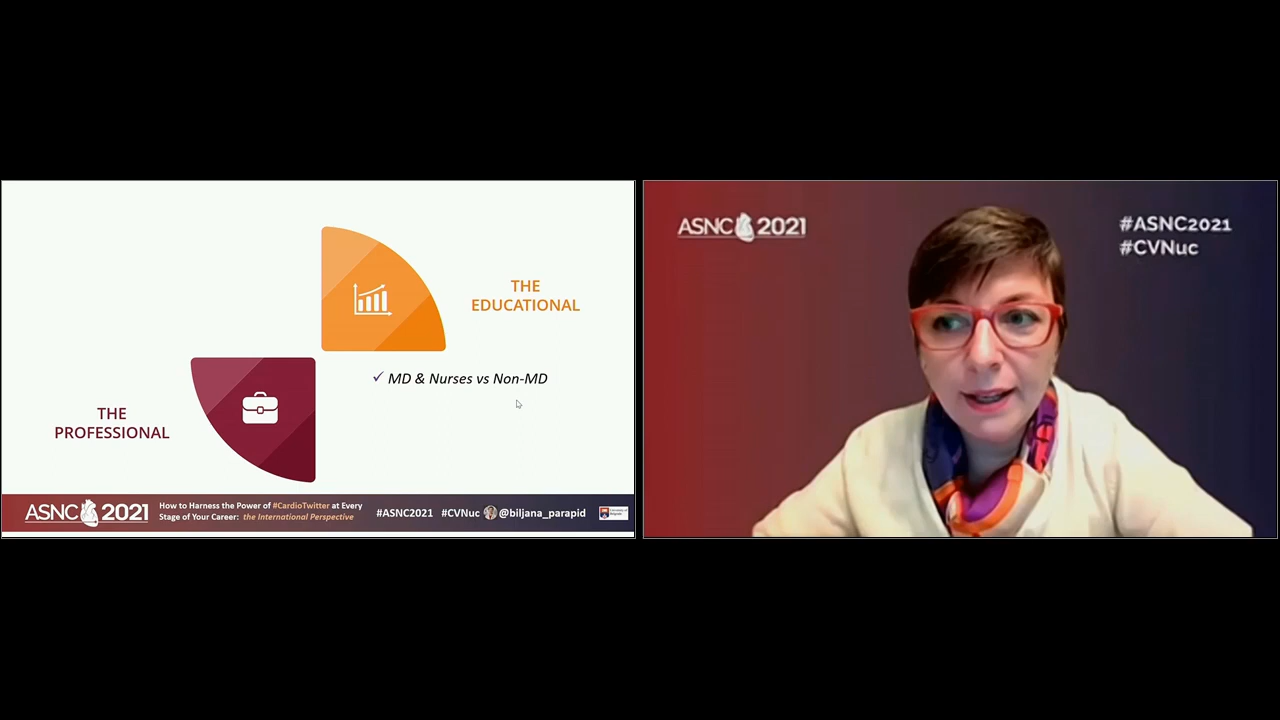 THE
EDUCATIONAL
✓ MD & Nurses vs Non-MD
THE
PROFESSIONAL
ASNC 2021
How to Harness the Power of #CardioTwitter at Every
Stage of Your Career: the International Perspective
#ASNC2021 #CVNuc @biljana_parapid
ASNC 2021
#ASNC2021
#CVNuc